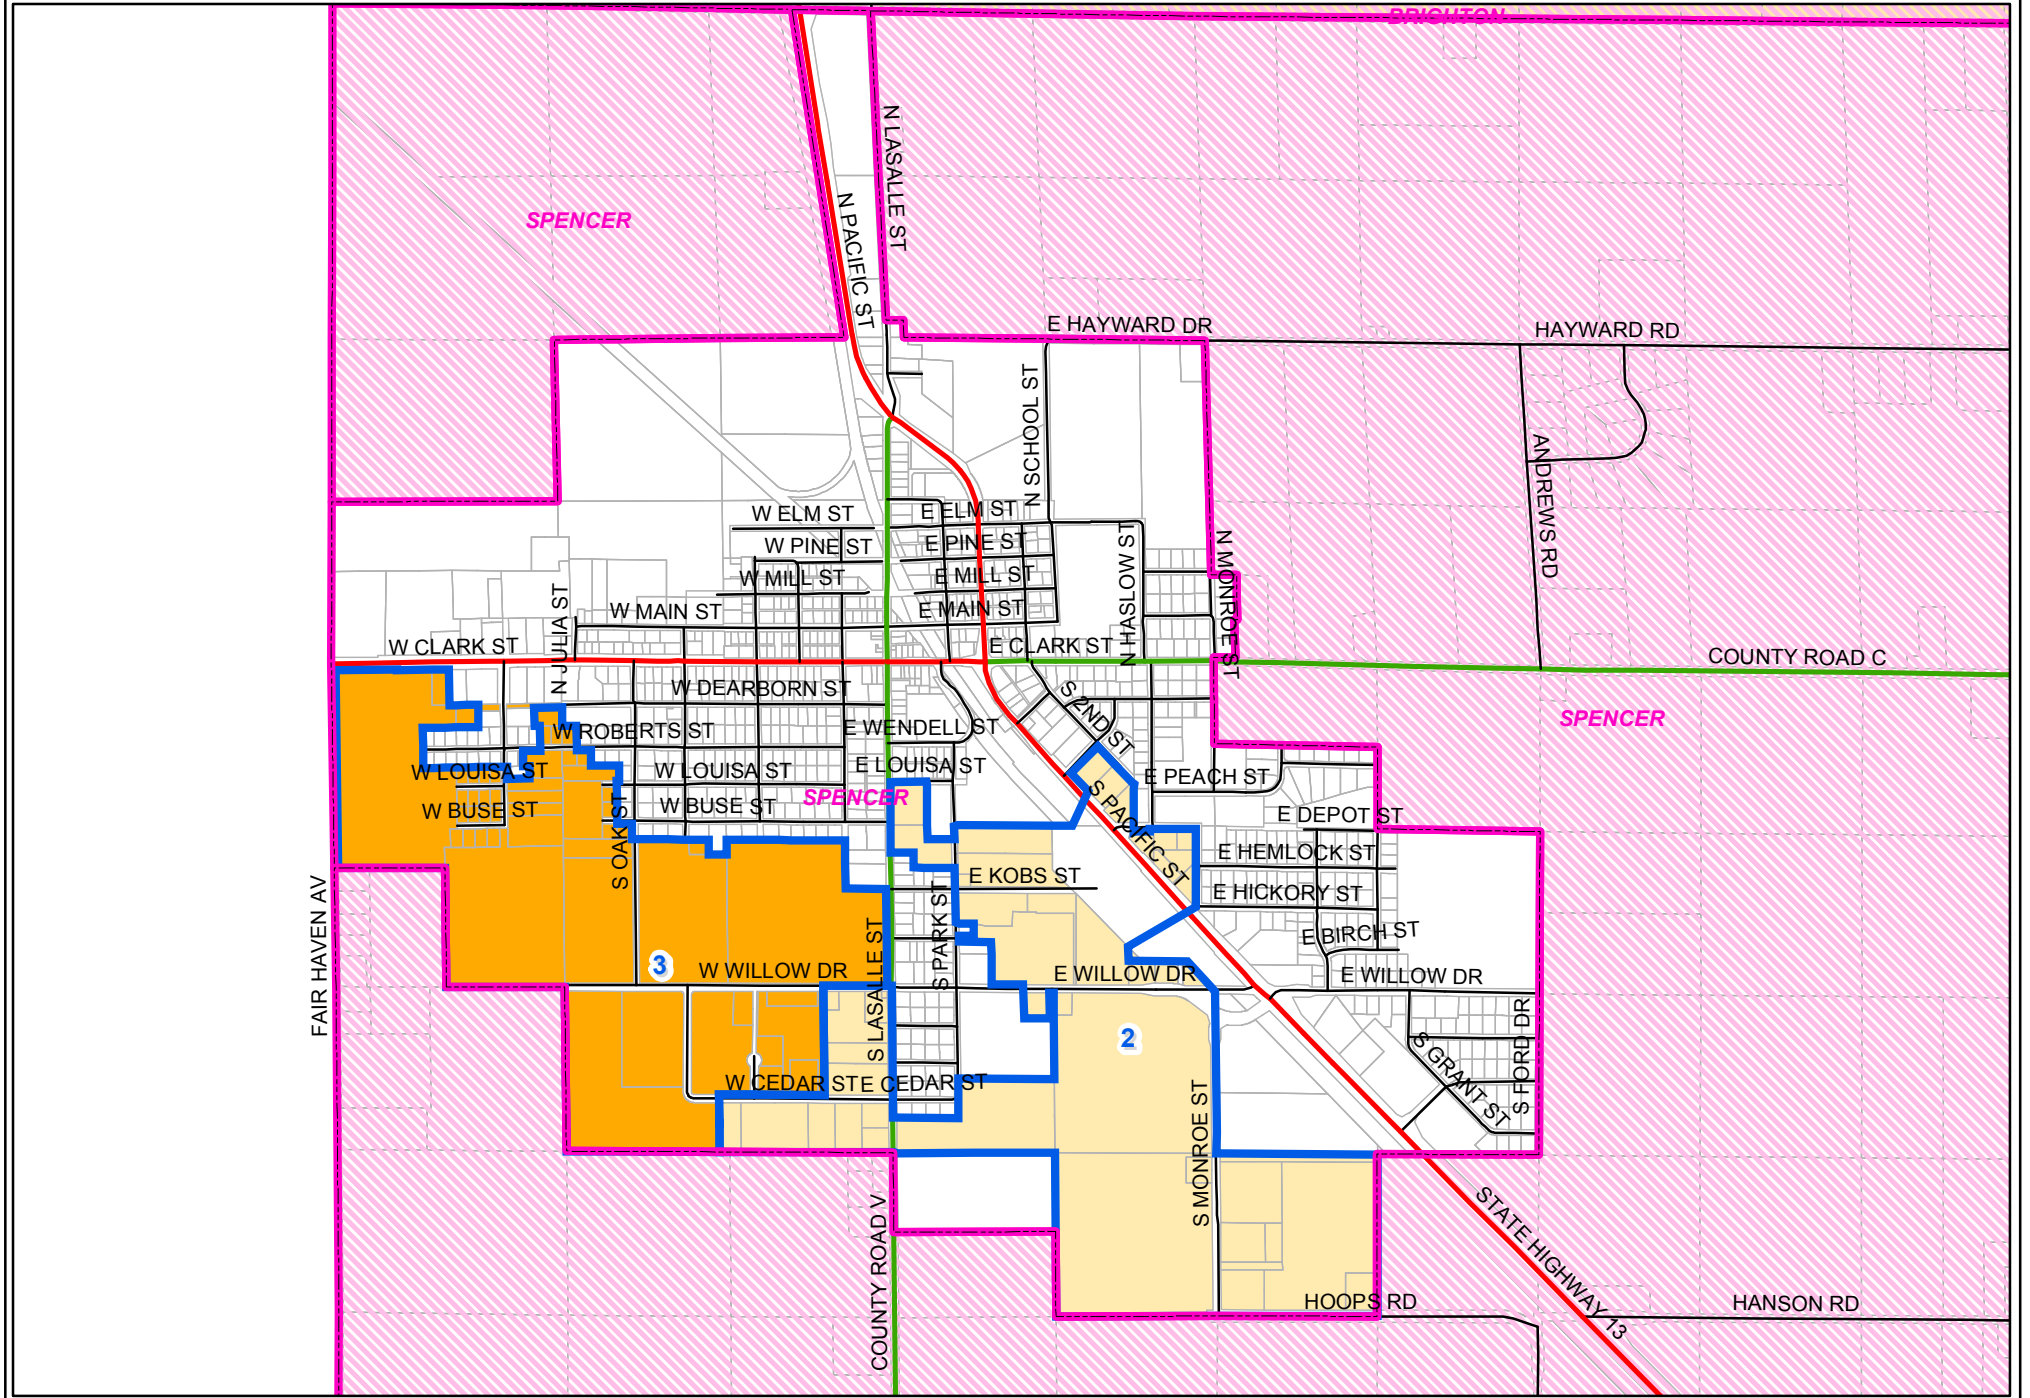 BRIGHTON
N LASALLE ST
SPENCER
N PACIFIC ST
E HAYWARD DR
HAYWARD RD
N SCHOOL ST
ANDREWS RD
W ELM ST
E ELM ST
W PINE ST
E PINE ST
N HASLOW ST
N MONROE ST
W MILL ST
E MILL ST
W MAIN ST
E MAIN ST
N JULIA ST
W CLARK ST
E CLARK ST
COUNTY ROAD C
W DEARBORN ST
S 2ND ST
SPENCER
W ROBERTS ST
E WENDELL ST
W LOUISA ST
W LOUISA ST
E LOUISA ST
E PEACH ST
W BUSE ST
W BUSE ST
SPENCER
S PACIFIC ST
E DEPOT ST
S OAK ST
E HEMLOCK ST
E KOBS ST
E HICKORY ST
FAIR HAVEN AV
S PARK ST
E BIRCH ST
3
W WILLOW DR
S LASALLE ST
E WILLOW DR
E WILLOW DR
2
S FORD DR
S GRANT ST
W CEDAR ST
E CEDAR ST
S MONROE ST
COUNTY ROAD V
STATE HIGHWAY 13
HOOPS RD
HANSON RD